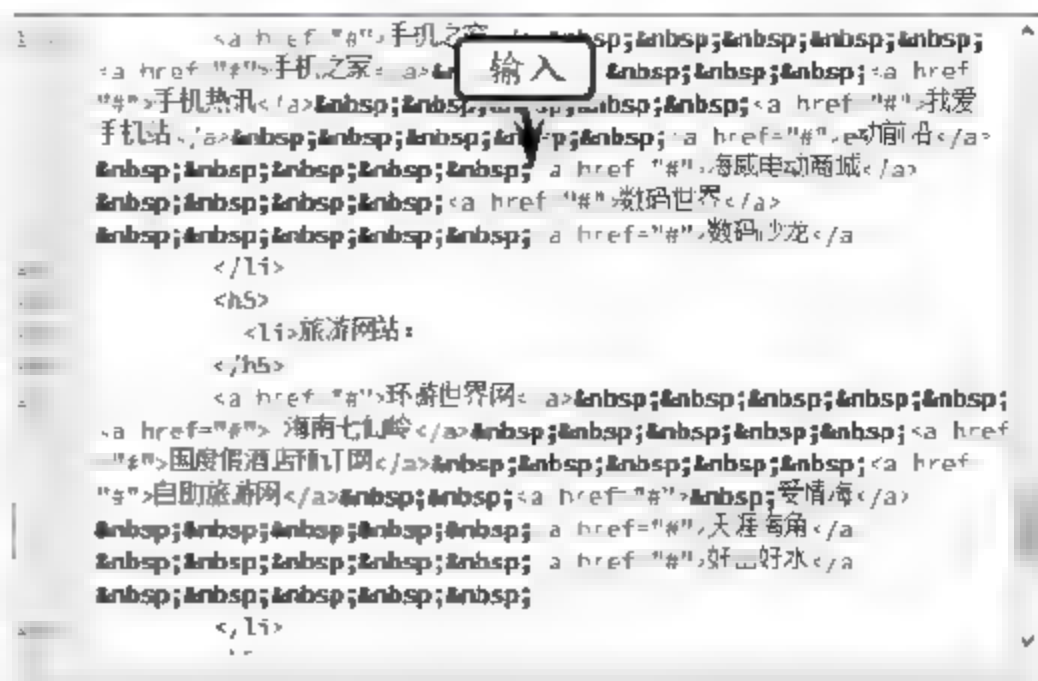 <a href="#">手机之家</a>&nbsp;&nbsp;&nbsp;&nbsp;
<a href="#">手机之家</a>&nbsp;&nbsp;&nbsp;<a href
"#">手机热讯</a>&nbsp;&nbsp;&nbsp;&nbsp;<a href="#">我爱
手机站</a>&nbsp;&nbsp;&nbsp;&nbsp;<a href="#">e动前沿</a>
&nbsp;&nbsp;&nbsp;&nbsp;&nbsp;<a href="#">海威电动商城</a>
&nbsp;&nbsp;&nbsp;&nbsp;<a href="#">数码世界</a>
&nbsp;&nbsp;&nbsp;&nbsp;&nbsp;<a href="#">数码沙龙</a
</li>
<h5>
<li>旅游网站:
</h5>
<a href="#">环游世界网</a>&nbsp;&nbsp;&nbsp;&nbsp;
<a href="#"> 海南七仙岭</a>&nbsp;&nbsp;&nbsp;&nbsp;<a href
="#">国度假酒店预订网</a>&nbsp;&nbsp;&nbsp;&nbsp;<a href=
"#">自助旅游网</a>&nbsp;&nbsp;<a href="#">&nbsp;爱情海</a>
&nbsp;&nbsp;&nbsp;&nbsp;&nbsp;<a href="#">天涯海角</a
&nbsp;&nbsp;&nbsp;&nbsp;&nbsp;<a href="#">好山好水</a
&nbsp;&nbsp;&nbsp;&nbsp;&nbsp;
</li>
输入